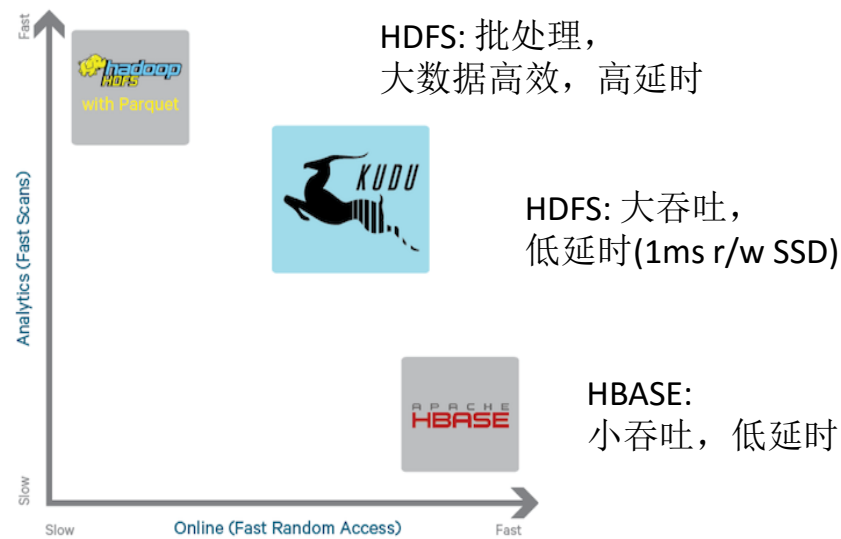 Fast
hadoop
HDFS
with Parquet
HDFS: 批处理，
大数据高效，高延时
KUDU
HDFS: 大吞吐，
低延时(1ms r/w SSD)
Analytics (Fast Scans)
APACHE
HBASE
HBASE:
小吞吐，低延时
Slow
Slow
Online (Fast Random Access)
Fast